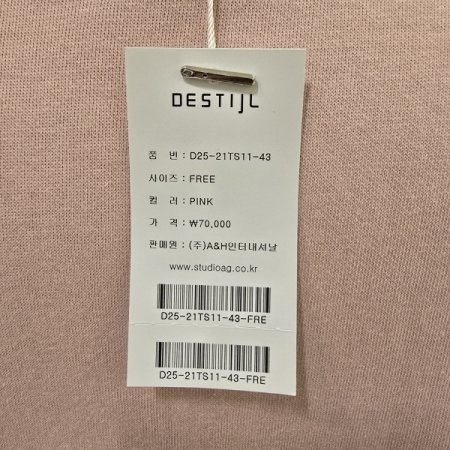 DESTIJL
품 번 : D25-21TS11-43
사이즈 : FREE
컬 러 : PINK
가 격 : ₩70,000
판매원 : (주)A&H인터내셔날
www.studioag.co.kr
D25-21TS11-43-FRE
D25-21TS11-43-FRE